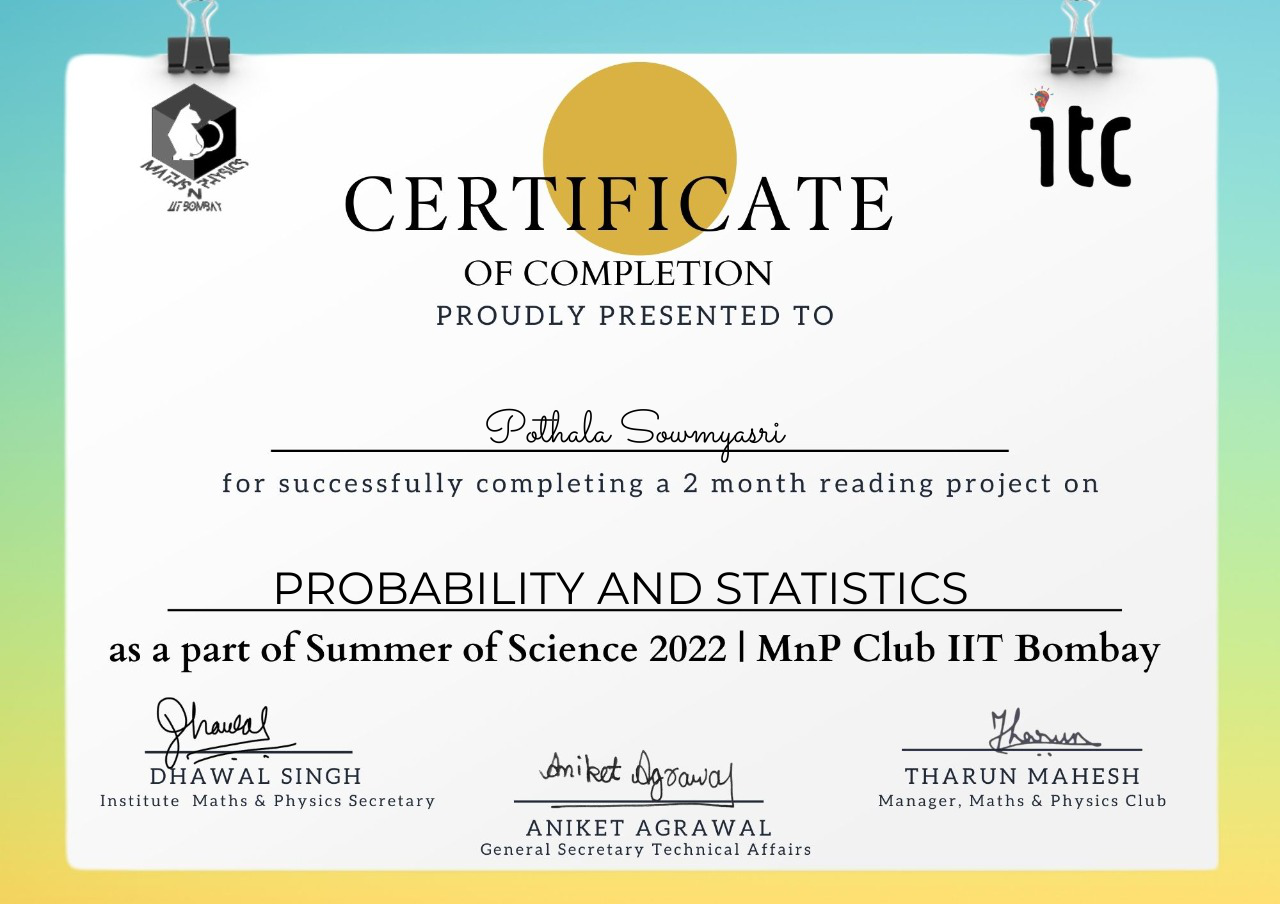 MATHS N PHYSICS
IIT BOMBAY
itc
CERTIFICATE
OF COMPLETION
PROUDLY PRESENTED TO
Pothala Sowmyasri
for successfully completing a 2 month reading project on
PROBABILITY AND STATISTICS
as a part of Summer of Science 2022 | MnP Club IIT Bombay
Dhawal
DHAWAL SINGH
Institute Maths & Physics Secretary
Aniket Agrawal
ANIKET AGRAWAL
General Secretary Technical Affairs
Tharun
THARUN MAHESH
Manager, Maths & Physics Club